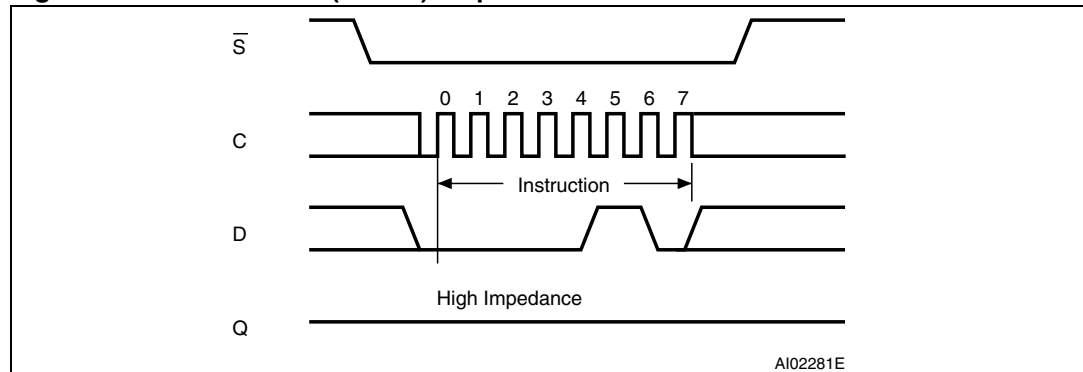 S̅
0 1 2 3 4 5 6 7
C
Instruction
D
High Impedance
Q
AI02281E